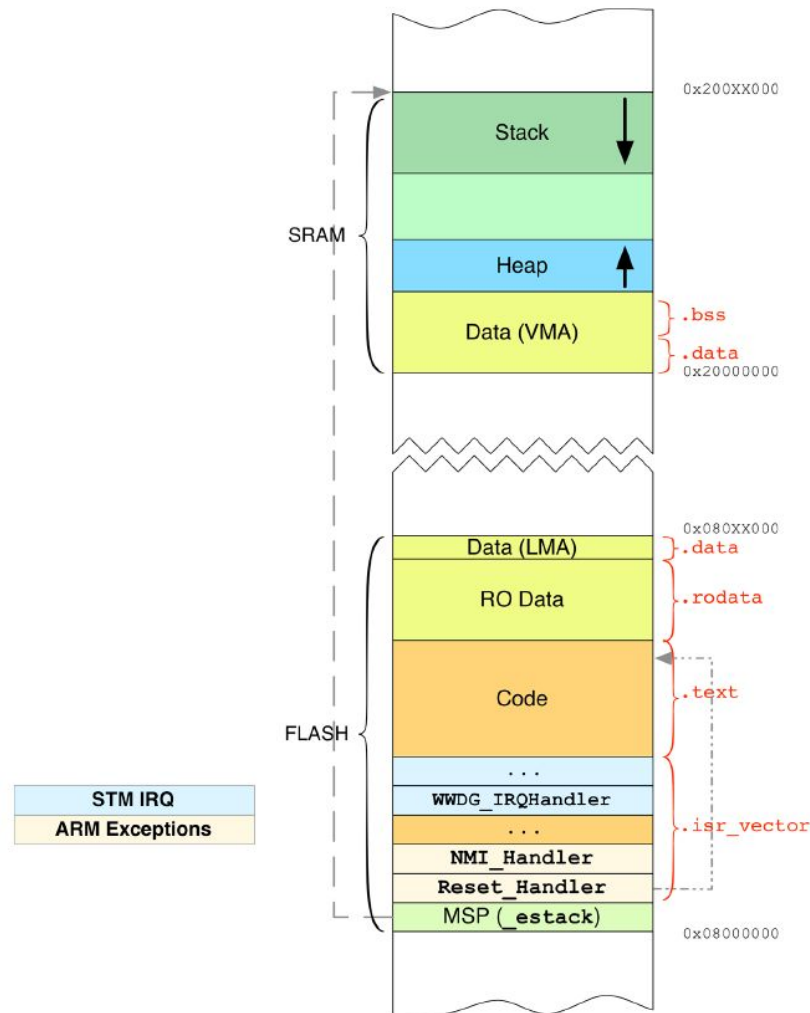 0x200XX000
Stack
SRAM
Heap
.bss
Data (VMA)
.data
0x20000000
0x080XX000
Data (LMA)
.data
RO Data
.rodata
Code
.text
FLASH
...
STM IRQ
WWDG_IRQHandler
ARM Exceptions
...
.isr_vector
NMI_Handler
Reset_Handler
MSP (_estack)
0x08000000